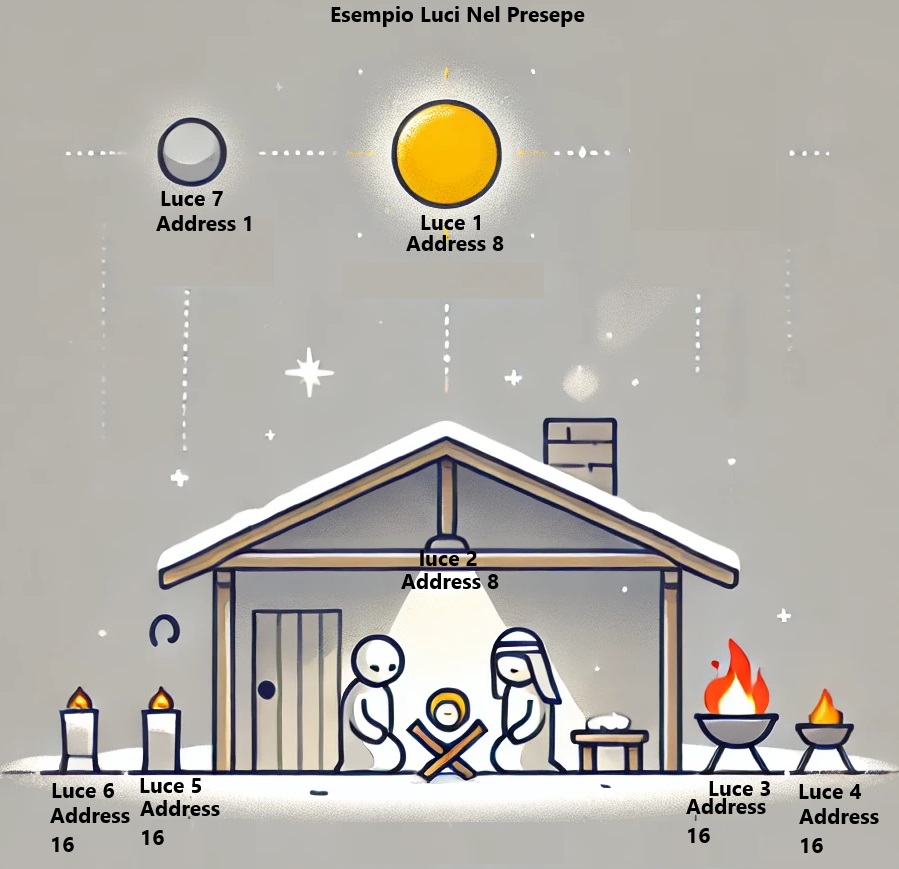 Esempio Luci Nel Presepe
Luce 7
Address 1
Luce 1
Address 8
luce 2
Address 8
Luce 6
Address
16
Luce 5
Address
16
Luce 3
Address
16
Luce 4
Address
16